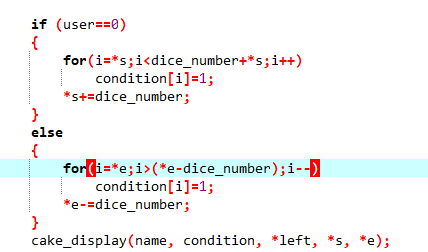 if (user==0)
{
for(i=*s;i<dice_number+*s;i++)
condition[i]=1;
*s+=dice_number;
}
else
{
for(i=*e;i>(*e-dice_number);i--)
condition[i]=1;
*e-=dice_number;
}
cake_display(name, condition, *left, *s, *e);